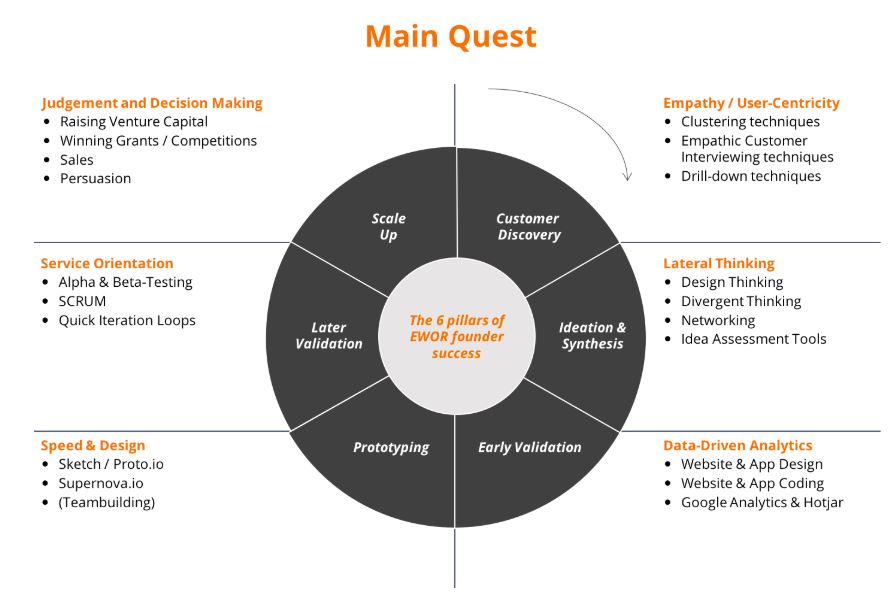 Main Quest
Judgement and Decision Making
Raising Venture Capital
Winning Grants / Competitions
Sales
Persuasion
Empathy / User-Centricity
Clustering techniques
Empathic Customer
Interviewing techniques
Drill-down techniques
Scale
Up
Customer
Discovery
Service Orientation
Alpha & Beta-Testing
SCRUM
Quick Iteration Loops
Later
Validation
The 6 pillars of
EWOR founder
success
Ideation &
Synthesis
Lateral Thinking
Design Thinking
Divergent Thinking
Networking
Idea Assessment Tools
Speed & Design
Sketch / Proto.io
Supernova.io
(Teambuilding)
Prototyping
Early Validation
Data-Driven Analytics
Website & App Design
Website & App Coding
Google Analytics & Hotjar